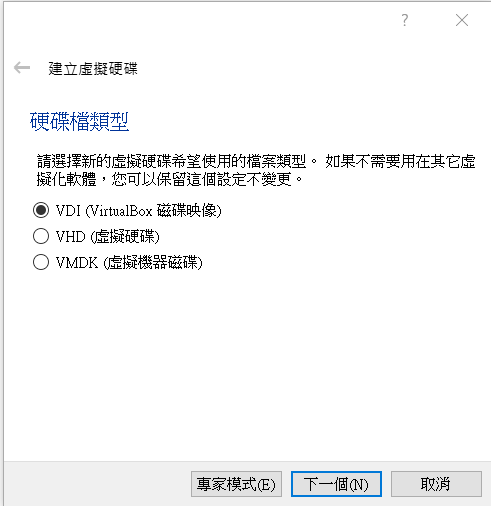 ?
建立虛擬硬碟
硬碟檔類型
請選擇新的虛擬硬碟希望使用的檔案類型。 如果不需要用在其它虛
擬化軟體，您可以保留這個設定不變更。
VDI (VirtualBox 磁碟映像)
VHD (虛擬硬碟)
VMDK (虛擬機器磁碟)
專家模式(E) 下一個(N) 取消